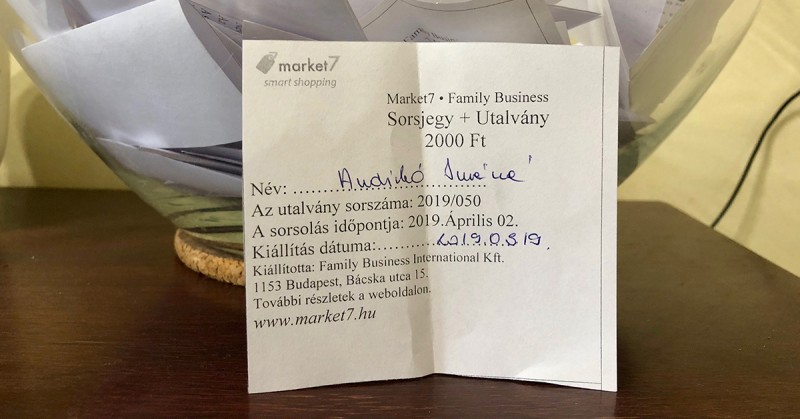 market7
smart shopping
Market7 • Family Business
Sorsjegy + Utalvány
2000 Ft
Név: ...... Andikó Imréné
Az utalvány sorszáma: 2019/050
A sorsolás időpontja: 2019.Április 02.
Kiállítás dátuma:.......... 2019.03.19.
Kiállította: Family Business International Kft.
1153 Budapest, Bácska utca 15.
További részletek a weboldalon.
www.market7.hu